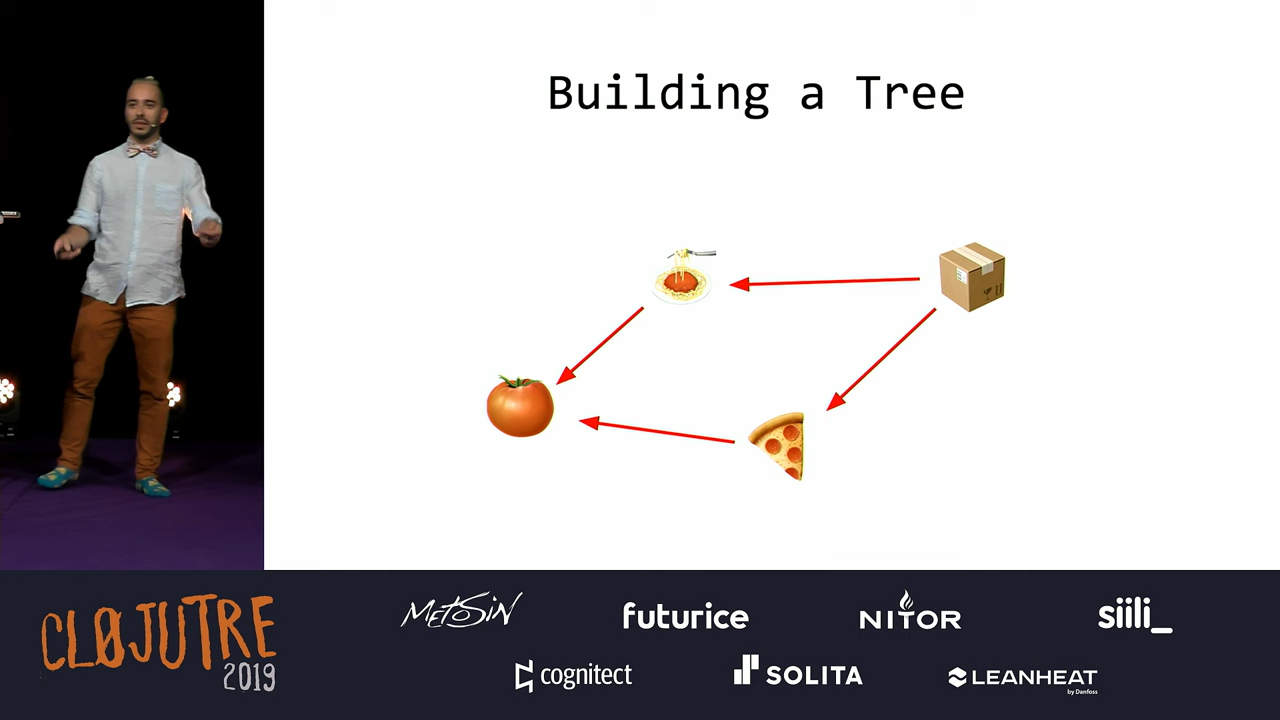 Building a Tree
CLØJUTRE
2019
METOSIN
futurice
NITOR
siili_
cognitect
SOLITA
LEANHEAT
by Danfoss